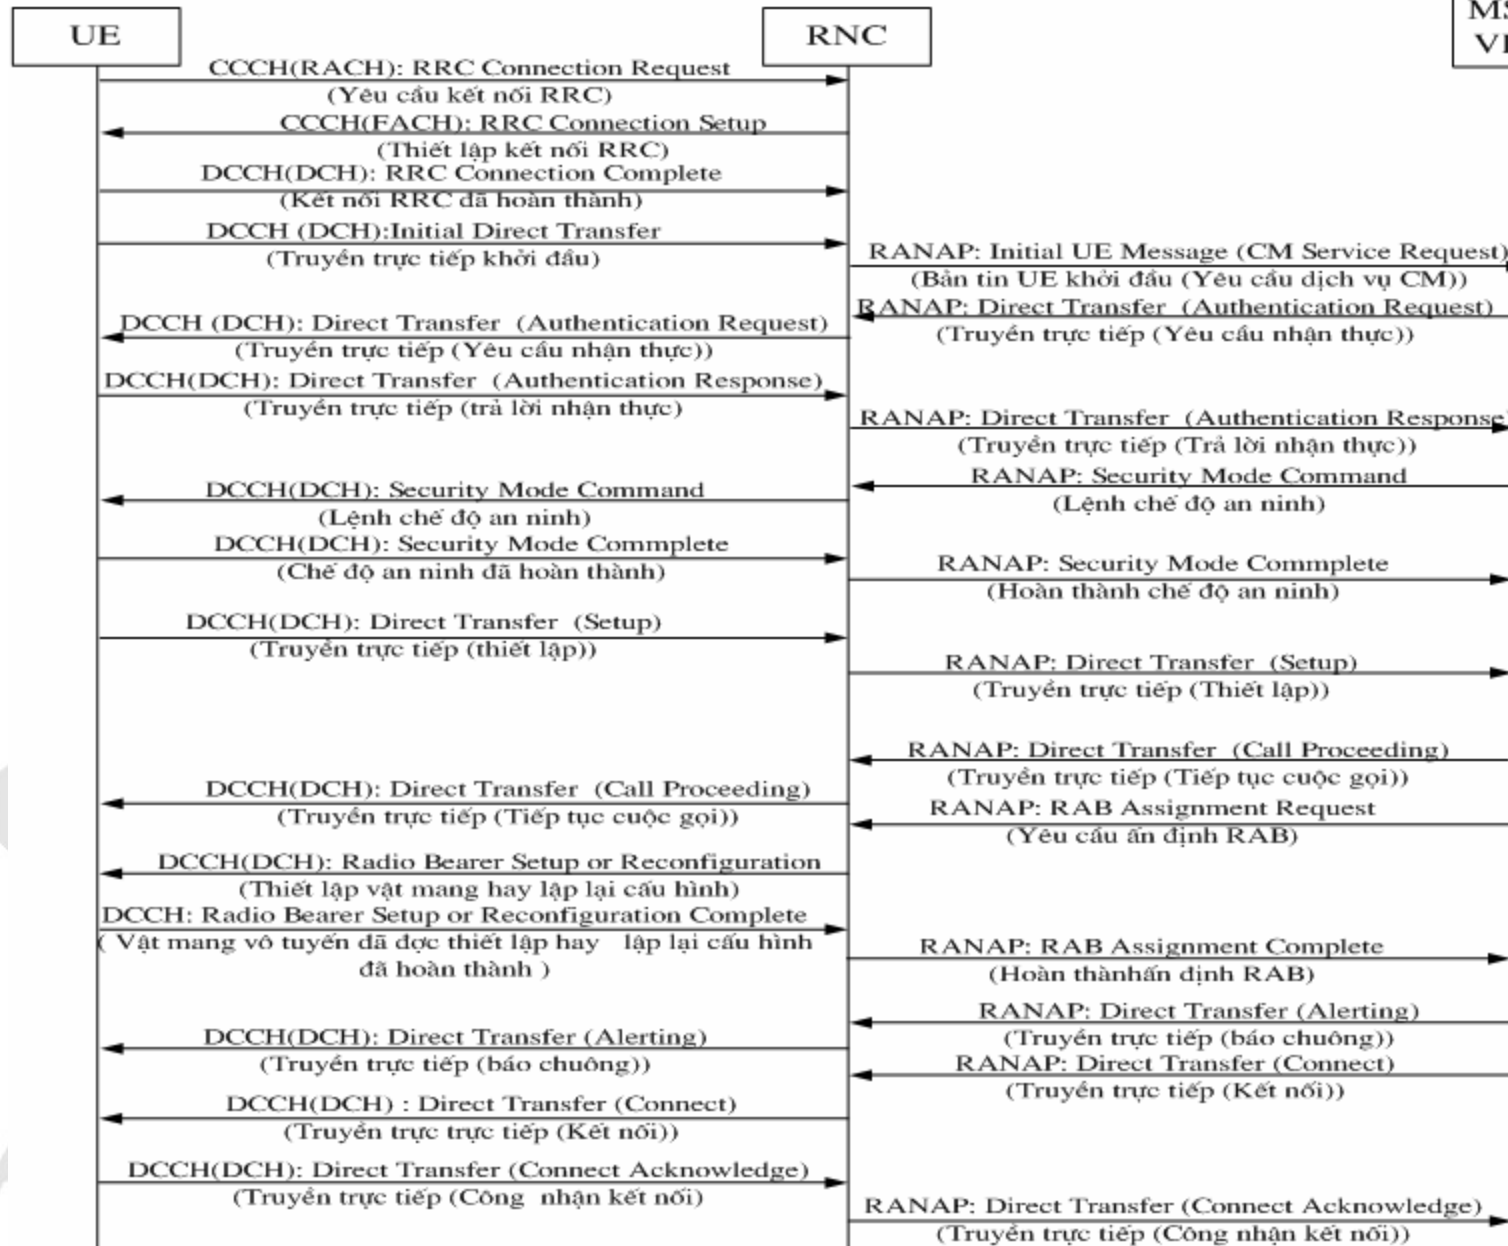 UE
RNC
MS
VL
CCCH(RACH): RRC Connection Request
(Yêu cầu kết nối RRC)
CCCH(FACH): RRC Connection Setup
(Thiết lập kết nối RRC)
DCCH(DCH): RRC Connection Complete
(Kết nối RRC đã hoàn thành)
DCCH (DCH):Initial Direct Transfer
(Truyền trực tiếp khởi đầu)
RANAP: Initial UE Message (CM Service Request)
(Bản tin UE khởi đầu (Yêu cầu dịch vụ CM))
RANAP: Direct Transfer (Authentication Request)
(Truyền trực tiếp (Yêu cầu nhận thực))
DCCH (DCH): Direct Transfer (Authentication Request)
(Truyền trực tiếp (Yêu cầu nhận thực))
DCCH(DCH): Direct Transfer (Authentication Response)
(Truyền trực tiếp (trả lời nhận thực)
RANAP: Direct Transfer (Authentication Response)
(Truyền trực tiếp (Trả lời nhận thực))
RANAP: Security Mode Command
(Lệnh chế độ an ninh)
DCCH(DCH): Security Mode Command
(Lệnh chế độ an ninh)
DCCH(DCH): Security Mode Commplete
(Chế độ an ninh đã hoàn thành)
RANAP: Security Mode Commplete
(Hoàn thành chế độ an ninh)
DCCH(DCH): Direct Transfer (Setup)
(Truyền trực tiếp (thiết lập))
RANAP: Direct Transfer (Setup)
(Truyền trực tiếp (Thiết lập))
RANAP: Direct Transfer (Call Proceeding)
(Truyền trực tiếp (Tiếp tục cuộc gọi))
DCCH(DCH): Direct Transfer (Call Proceeding)
(Truyền trực tiếp (Tiếp tục cuộc gọi))
RANAP: RAB Assignment Request
(Yêu cầu ấn định RAB)
DCCH(DCH): Radio Bearer Setup or Reconfiguration
(Thiết lập vật mang hay lập lại cấu hình)
DCCH: Radio Bearer Setup or Reconfiguration Complete
( Vật mang vô tuyến đã đợc thiết lập hay lập lại cấu hình
đã hoàn thành )
RANAP: RAB Assignment Complete
(Hoàn thànhấn định RAB)
RANAP: Direct Transfer (Alerting)
(Truyền trực tiếp (báo chuông))
DCCH(DCH): Direct Transfer (Alerting)
(Truyền trực tiếp (báo chuông))
RANAP: Direct Transfer (Connect)
(Truyền trực tiếp (Kết nối))
DCCH(DCH) : Direct Transfer (Connect)
(Truyền trực trực tiếp (Kết nối))
DCCH(DCH): Direct Transfer (Connect Acknowledge)
(Truyền trực tiếp (Công nhận kết nối)
RANAP: Direct Transfer (Connect Acknowledge)
(Truyền trực tiếp (Công nhận kết nối))